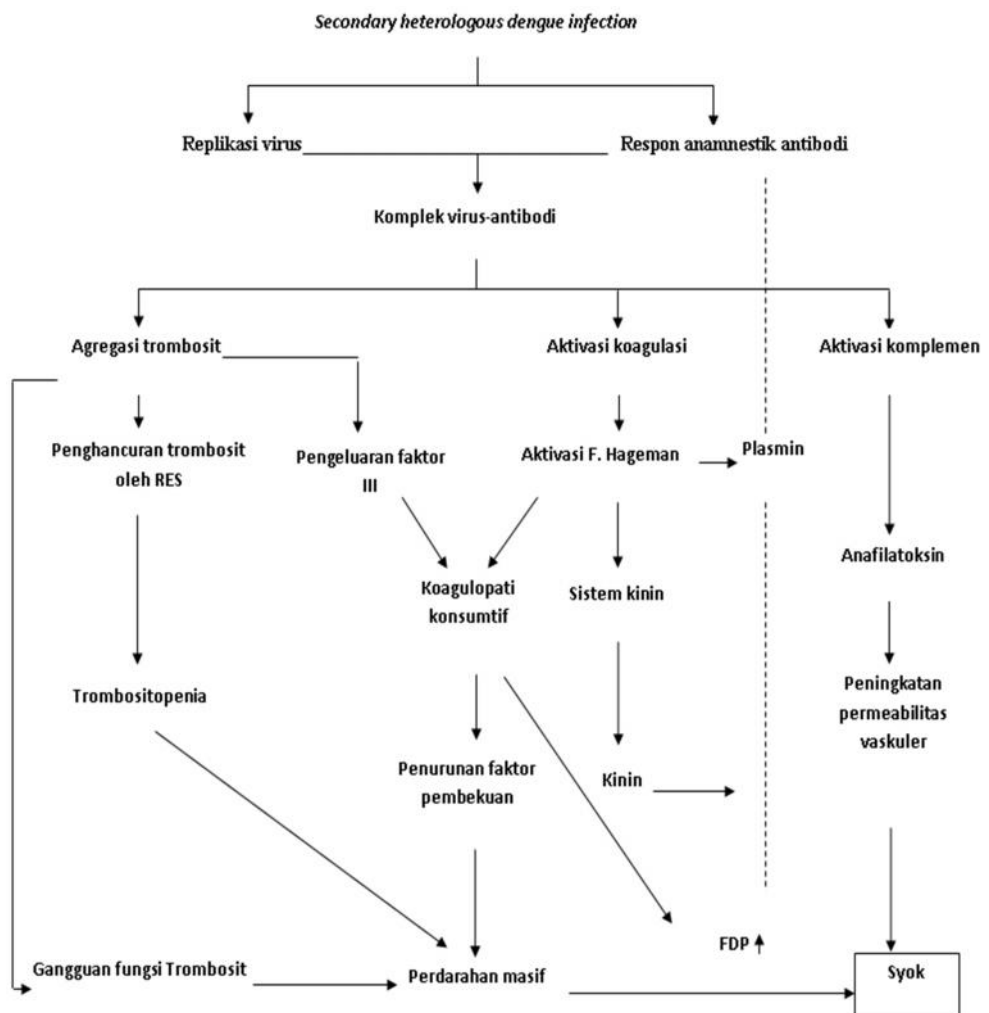 Secondary heterologous dengue infection
Replikasi virus
Respon anamnestik antibodi
Komplek virus-antibodi
Agregasi trombosit
Aktivasi koagulasi
Aktivasi komplemen
Penghancuran trombosit
oleh RES
Pengeluaran faktor
III
Aktivasi F. Hageman
Plasmin
Anafilatoksin
Koagulopati
konsumtif
Sistem kinin
Trombositopenia
Peningkatan
permeabilitas
vaskuler
Penurunan faktor
pembekuan
Kinin
FDP
Gangguan fungsi Trombosit
Perdarahan masif
Syok